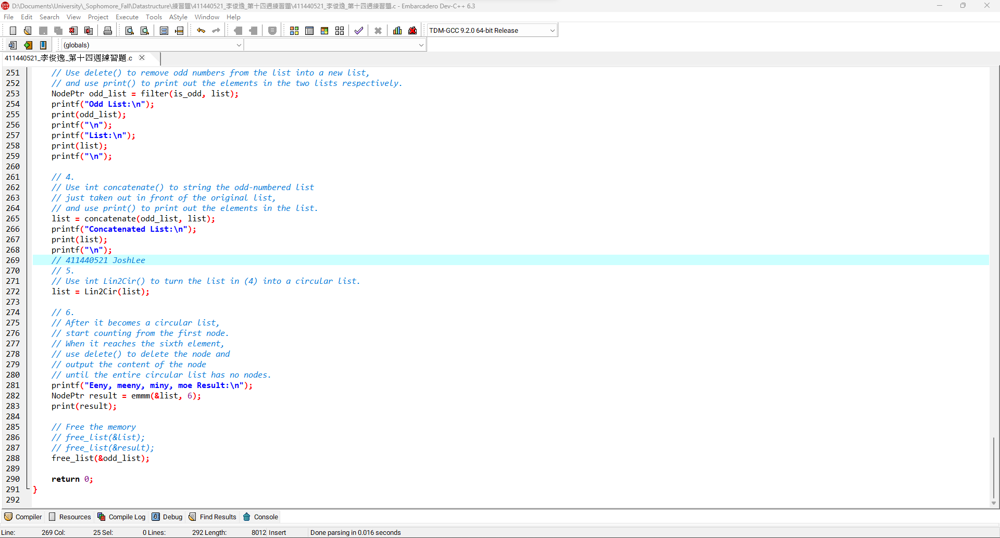 D:\Documents\University\_Sophomore_Fall\Datastructure\練習題\411440521_李俊逸_第十四週練習題\411440521_李俊逸_第十四週練習題.c - Embarcadero Dev-C++ 6.3
File Edit Search View Project Execute Tools AStyle Window Help
TDM-GCC 9.2.0 64-bit Release
(globals)
411440521_李俊逸_第十四週練習題.c
251 // Use delete() to remove odd numbers from the list into a new list,
252 // and use print() to print out the elements in the two lists respectively.
253 NodePtr odd_list = filter(is_odd, list);
254 printf("Odd List:\n");
255 print(odd_list);
256 printf("\n");
257 printf("List:\n");
258 print(list);
259 printf("\n");
260
261 // 4.
262 // Use int concatenate() to string the odd-numbered list
263 // just taken out in front of the original list,
264 // and use print() to print out the elements in the list.
265 list = concatenate(odd_list, list);
266 printf("Concatenated List:\n");
267 print(list);
268 printf("\n");
269 // 411440521 JoshLee
270 // 5.
271 // Use int Lin2Cir() to turn the list in (4) into a circular list.
272 list = Lin2Cir(list);
273
274 // 6.
275 // After it becomes a circular list,
276 // start counting from the first node.
277 // When it reaches the sixth element,
278 // use delete() to delete the node and
279 // output the content of the node
280 // until the entire circular list has no nodes.
281 printf("Eeny, meeny, miny, moe Result:\n");
282 NodePtr result = emmm(&list, 6);
283 print(result);
284
285 // Free the memory
286 // free_list(&list);
287 // free_list(&result);
288 free_list(&odd_list);
289
290 return 0;
291 }
292
Compiler Resources Compile Log Debug Find Results Console
Line: 269 Col: 25 Sel: 0 Lines: 292 Length: 8012 Insert Done parsing in 0.016 seconds